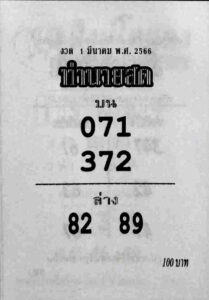 งวด 1 มีนาคม พ.ศ. 2566
ทำนายสด
บน
071
372
ล่าง
82 89
100 บาท